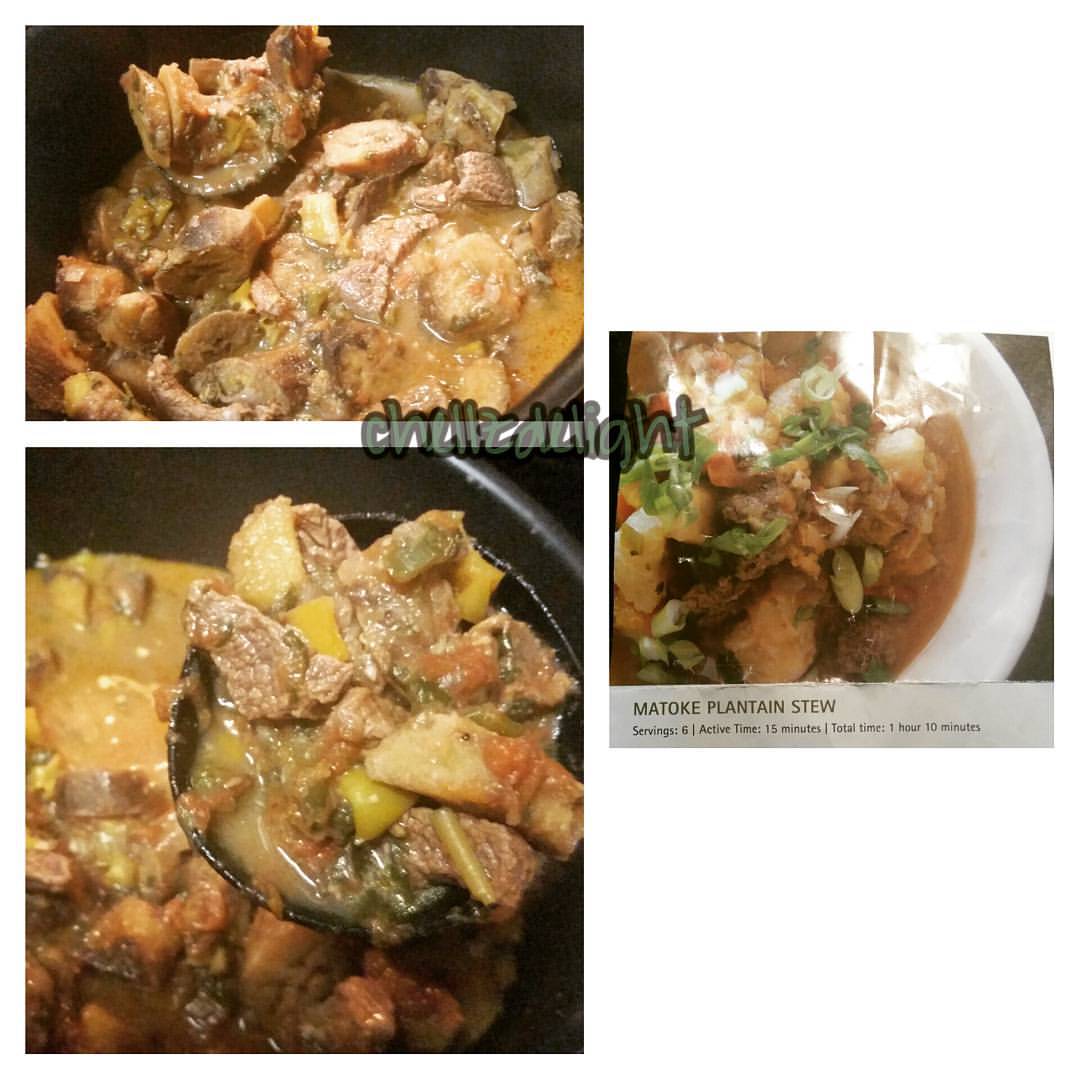 chellzdelight
MATOKE PLANTAIN STEW
Servings: 6 | Active Time: 15 minutes | Total time: 1 hour 10 minutes